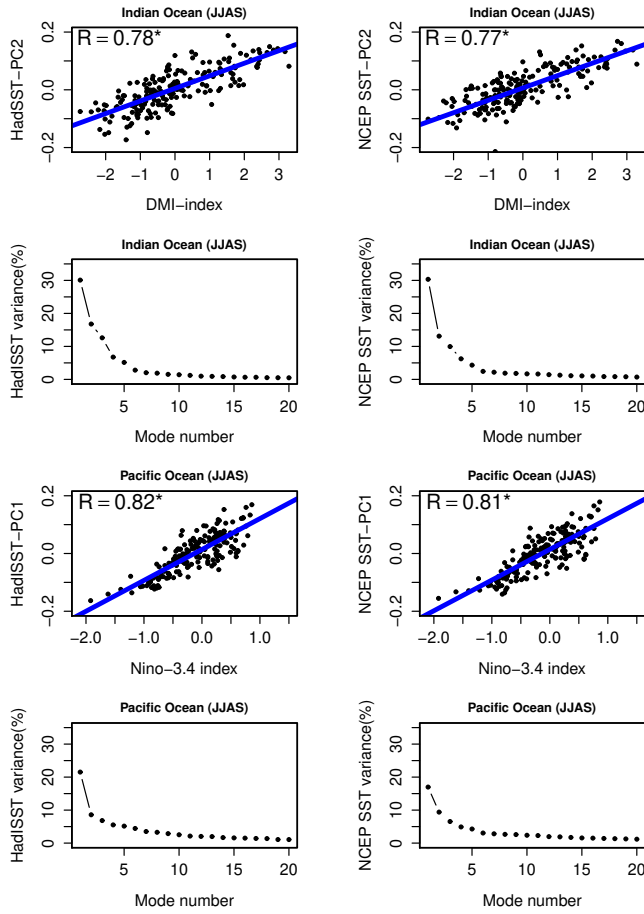 Indian Ocean (JJAS)
R = 0.78*
HadSST−PC2
−0.2 0.0 0.2
−2 −1 0 1 2 3
DMI−index
Indian Ocean (JJAS)
R = 0.77*
NCEP SST−PC2
−0.2 0.0 0.2
−2 −1 0 1 2 3
DMI−index
Indian Ocean (JJAS)
HadISST variance(%)
0 10 20 30
5 10 15 20
Mode number
Indian Ocean (JJAS)
NCEP SST variance(%)
0 10 20 30
5 10 15 20
Mode number
Pacific Ocean (JJAS)
R = 0.82*
HadISST−PC1
−0.2 0.0 0.2
−2.0 −1.0 0.0 1.0
Nino−3.4 index
Pacific Ocean (JJAS)
R = 0.81*
NCEP SST−PC1
−0.2 0.0 0.2
−2.0 −1.0 0.0 1.0
Nino−3.4 index
Pacific Ocean (JJAS)
HadISST variance(%)
0 10 20 30
5 10 15 20
Mode number
Pacific Ocean (JJAS)
NCEP SST variance(%)
0 10 20 30
5 10 15 20
Mode number